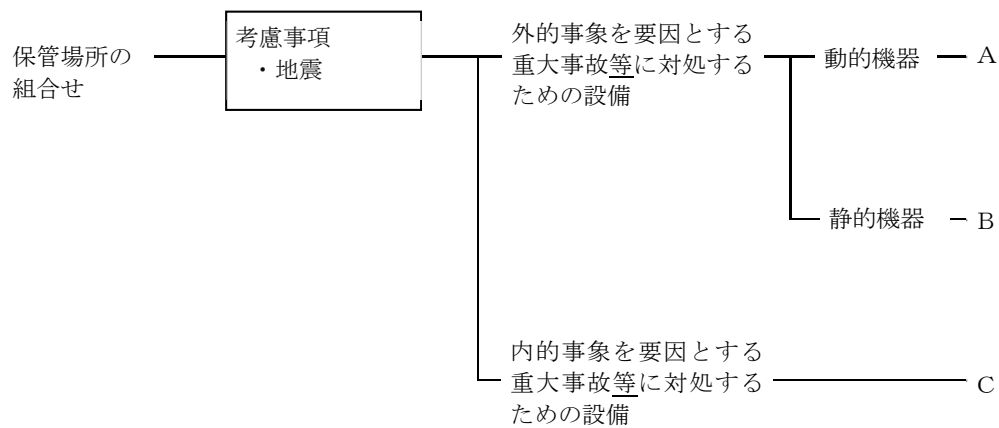 保管場所の
組合せ
考慮事項
・地震
外的事象を要因とする
重大事故等に対処する
ための設備
動的機器
A
静的機器
B
内的事象を要因とする
重大事故等に対処する
ための設備
C